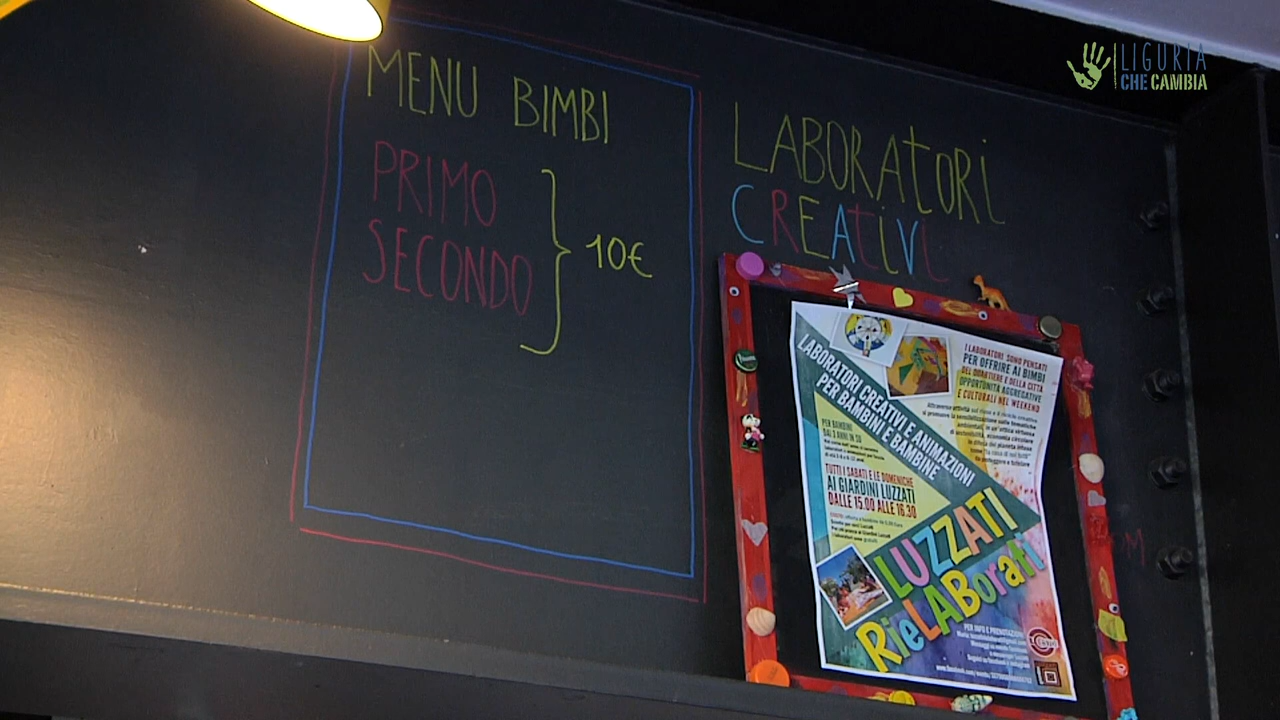 LIGURIA
CHE CAMBIA
MENU BIMBI
PRIMO
SECONDO
10€
LABORATORI
CREATIVI
LABORATORI CREATIVI E ANIMAZIONI
PER BAMBINI E BAMBINE
I LABORATORI SONO PENSATI
PER OFFRIRE AI BIMBI
DEL QUARTIERE E DELLA CITTÀ
OPPORTUNITÀ AGGREGATIVE
E CULTURALI NEL WEEKEND
PER BAMBINI
DAI 3 ANNI IN SU
TUTTI I SABATI E LE DOMENICHE
AI GIARDINI LUZZATI
DALLE 15.00 ALLE 16.30
LUZZATI
RieLABorati
PER INFO E PRENOTAZIONI